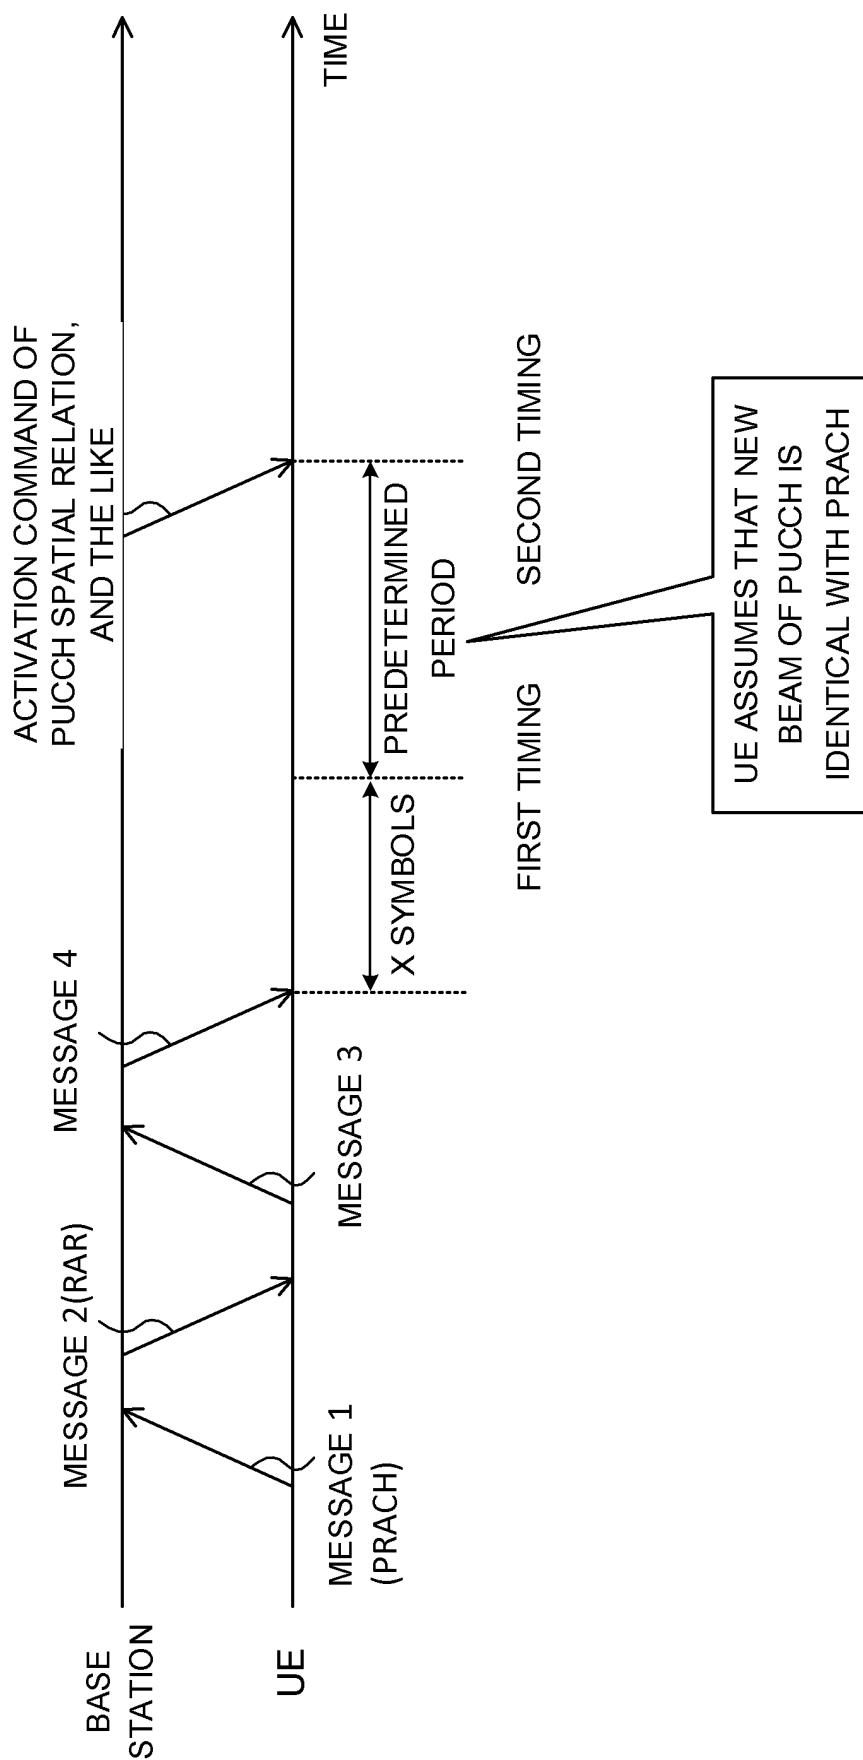 ACTIVATION COMMAND OF
PUCCH SPATIAL RELATION,
AND THE LIKE
MESSAGE 2(RAR)
MESSAGE 4
BASE
STATION
UE
TIME
MESSAGE 1
(PRACH)
MESSAGE 3
X SYMBOLS
PREDETERMINED
PERIOD
FIRST TIMING
SECOND TIMING
UE ASSUMES THAT NEW
BEAM OF PUCCH IS
IDENTICAL WITH PRACH